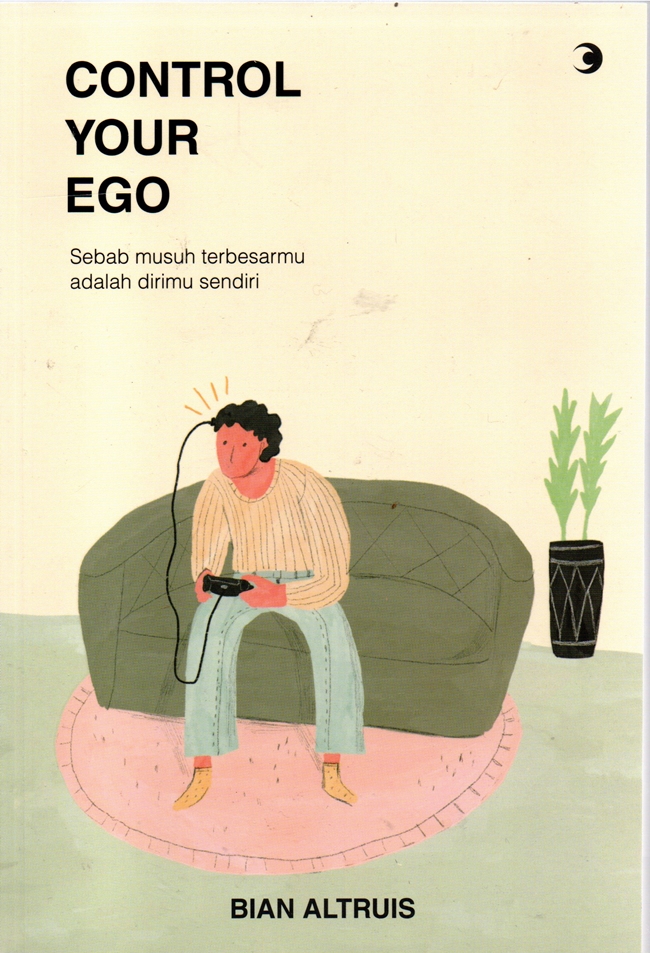 CONTROL
YOUR
EGO
Sebab musuh terbesarmu
adalah dirimu sendiri
BIAN ALTRUIS